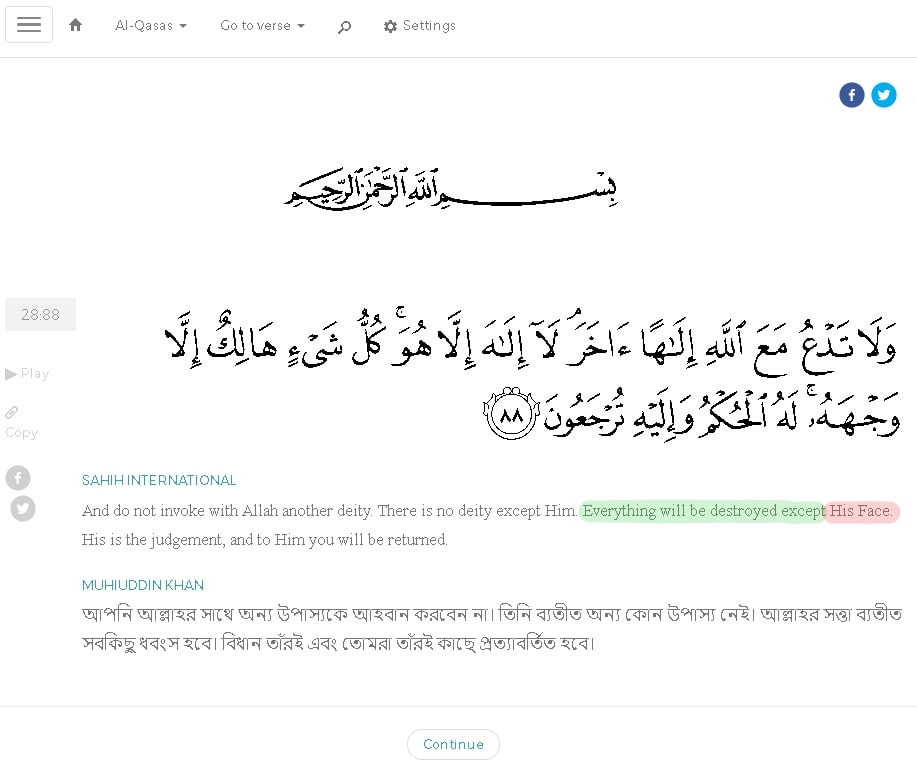 Al-Qasas Go to verse Settings
بِسْمِ اللَّهِ الرَّحْمَٰنِ الرَّحِيمِ
28:88
وَلَا تَدْعُ مَعَ ٱللَّهِ إِلَٰهًا ءَاخَرَ ۘ لَآ إِلَٰهَ إِلَّا هُوَ ۚ كُلُّ شَىْءٍ هَالِكٌ إِلَّا
Play
وَجْهَهُۥ ۚ لَهُ ٱلْحُكْمُ وَإِلَيْهِ تُرْجَعُونَ ٨٨
Copy
SAHIH INTERNATIONAL
And do not invoke with Allah another deity. There is no deity except Him. Everything will be destroyed except His Face.
His is the judgement, and to Him you will be returned.
MUHIUDDIN KHAN
আপনি আল্লাহর সাথে অন্য উপাস্যকে আহবান করবেন না। তিনি ব্যতীত অন্য কোন উপাস্য নেই। আল্লাহর সত্তা ব্যতীত
সবকিছু ধবংস হবে। বিধান তাঁরই এবং তোমরা তাঁরই কাছে প্রত্যাবর্তিত হবে।
Continue